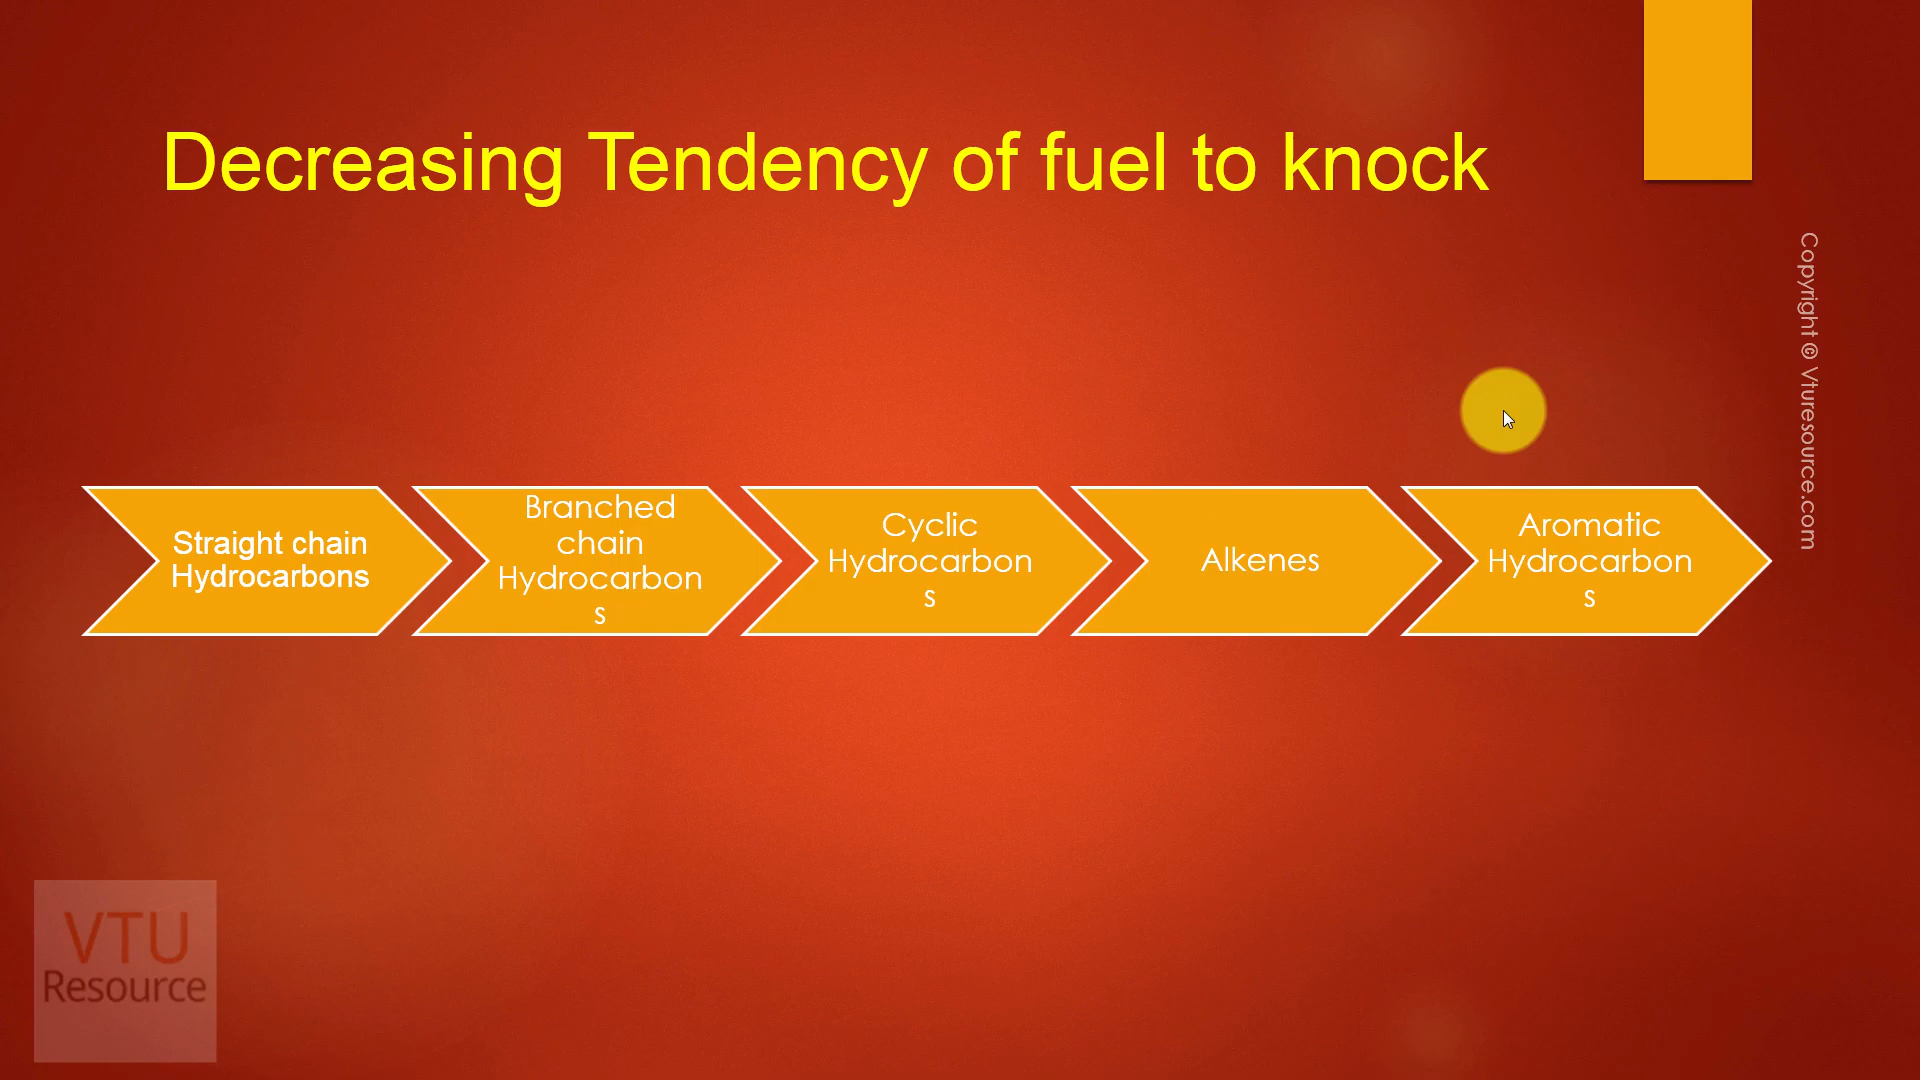 Decreasing Tendency of fuel to knock
Copyright © Vturesource.com
Straight chain
Hydrocarbons
Branched
chain
Hydrocarbon
s
Cyclic
Hydrocarbon
s
Alkenes
Aromatic
Hydrocarbon
s
VTU
Resource